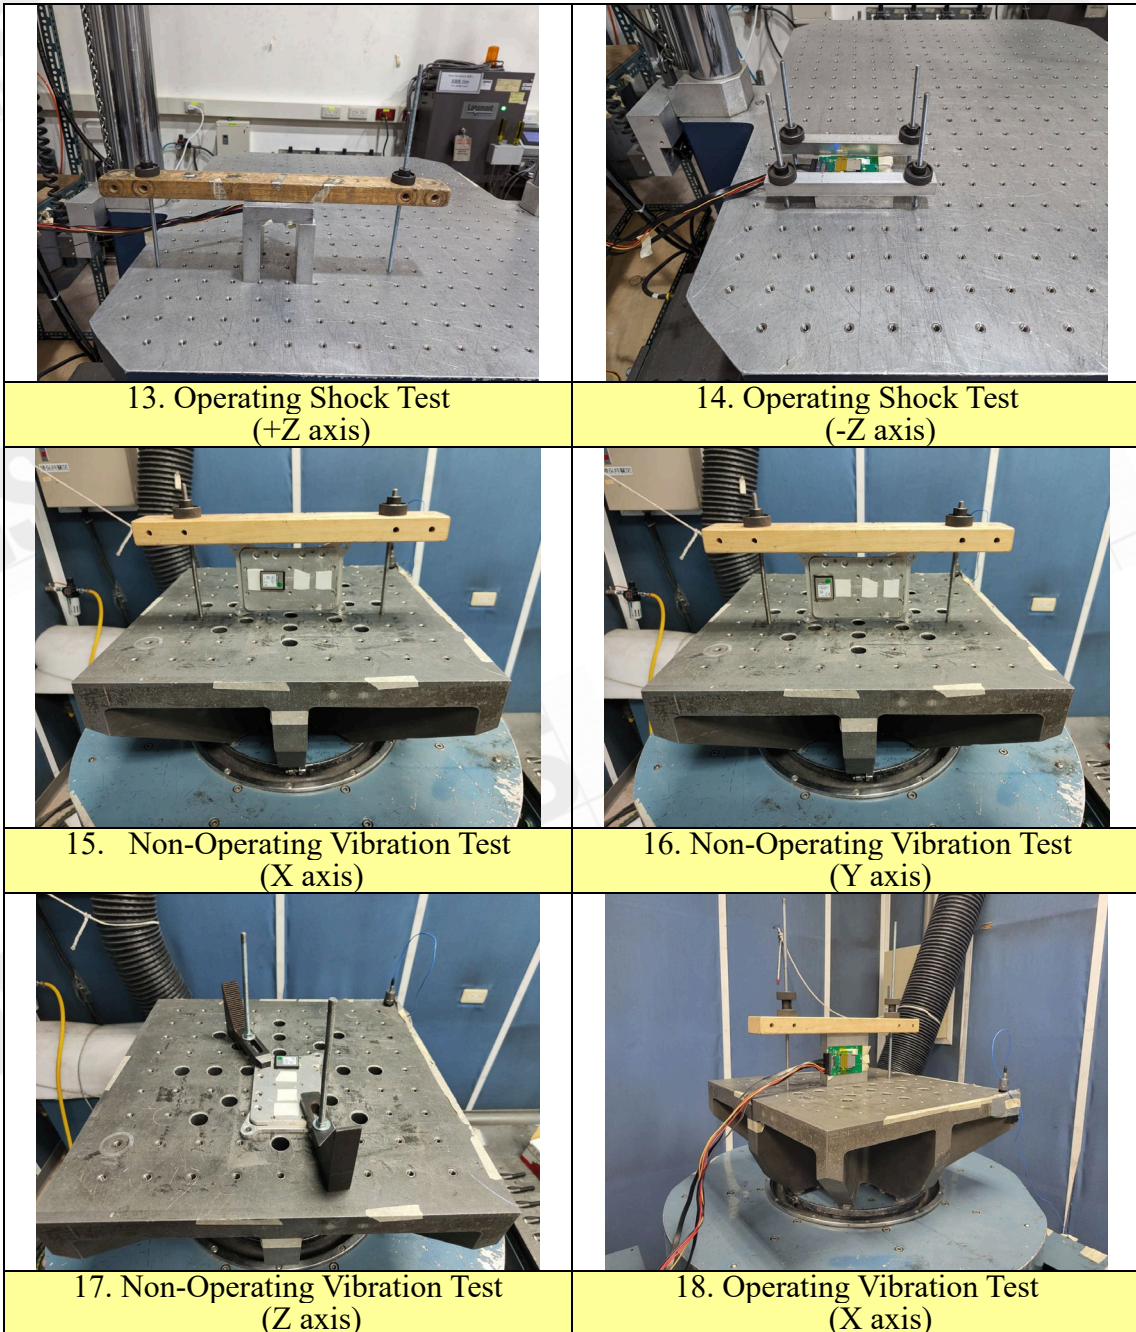 13. Operating Shock Test
(+Z axis)
14. Operating Shock Test
(-Z axis)
15. Non-Operating Vibration Test
(X axis)
16. Non-Operating Vibration Test
(Y axis)
17. Non-Operating Vibration Test
(Z axis)
18. Operating Vibration Test
(X axis)